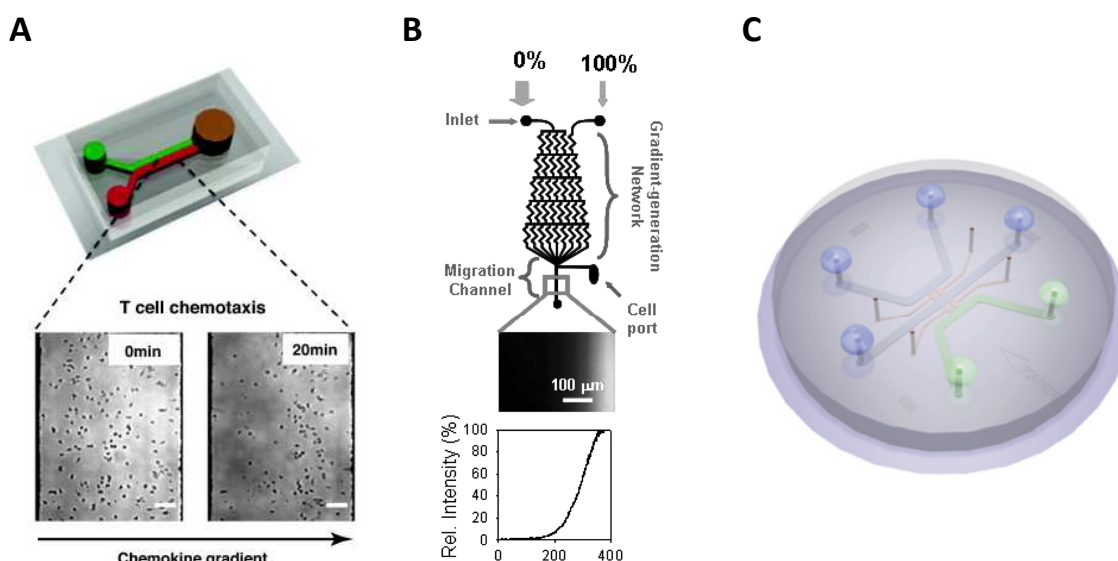 A
T cell chemotaxis
0min
20min
Chemokine gradient
B
0%
100%
Inlet
Gradient-generation
Network
Migration
Channel
Cell
port
100 µm
Rel. Intensity (%)
100
80
60
40
20
0
0
200
400
C